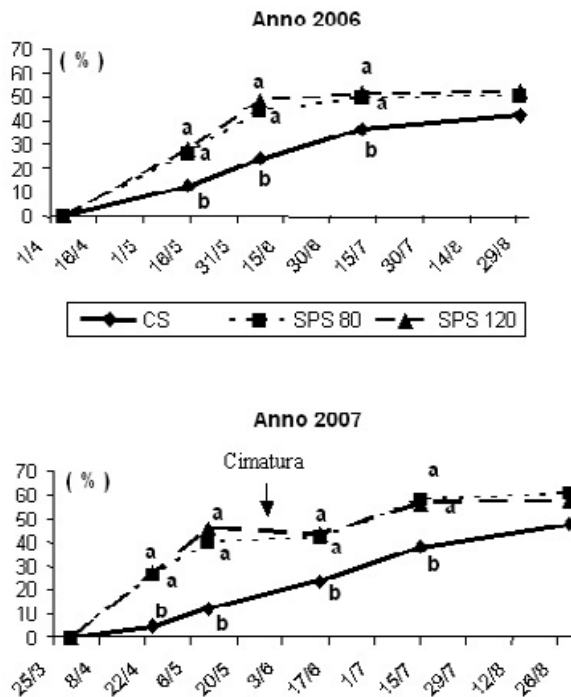 Anno 2006
( % )
70
60
50
40
30
20
10
0
a
a
a
a
a
a
b
b
b
1/4
16/4
1/5
16/5
31/5
15/6
30/6
15/7
30/7
14/8
29/8
CS
SPS 80
SPS 120
Anno 2007
( % )
Cimatura
70
60
50
40
30
20
10
0
a
a
a
a
a
a
a
a
b
b
b
b
25/3
8/4
22/4
6/5
20/5
3/6
17/6
1/7
15/7
29/7
12/8
26/8